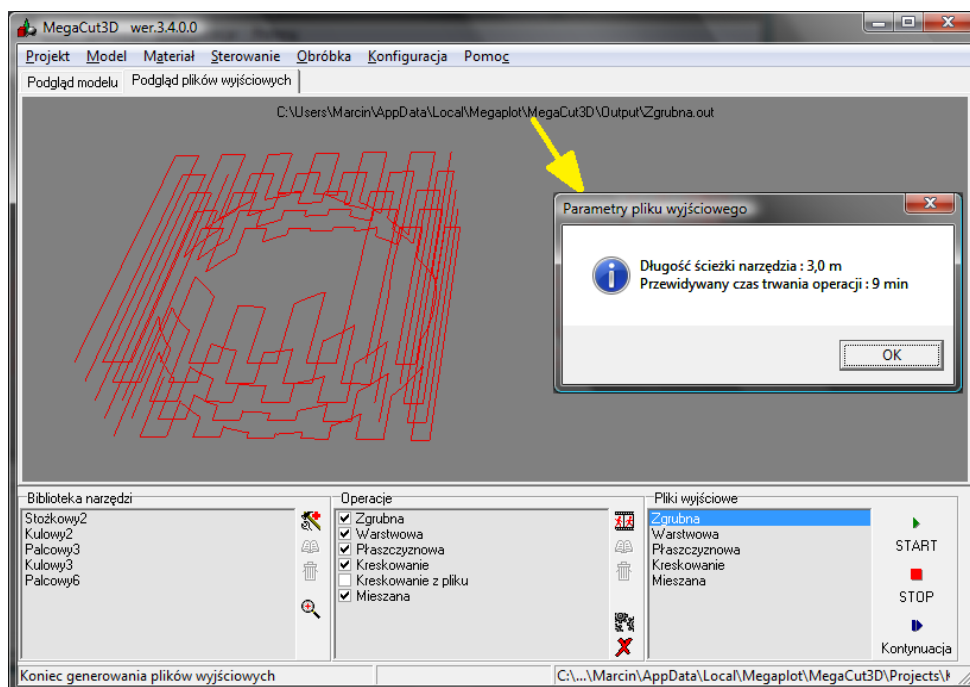 MegaCut3D wer.3.4.0.0
Projekt Model Materiał Sterowanie Obróbka Konfiguracja Pomoc
Podgląd modelu Podgląd plików wyjściowych
C:\Users\Marcin\AppData\Local\Megaplot\MegaCut3D\Output\Zgrubna.out
Parametry pliku wyjściowego
Długość ścieżki narzędzia : 3,0 m
Przewidywany czas trwania operacji : 9 min
OK
Biblioteka narzędzi
Stożkowy2
Kulowy2
Palcowy3
Kulowy3
Palcowy6
Operacje
Zgrubna
Warstwowa
Płaszczyznowa
Kreskowanie
Kreskowanie z pliku
Mieszana
Pliki wyjściowe
Zgrubna
Warstwowa
Płaszczyznowa
Kreskowanie
Mieszana
START
STOP
Kontynuacja
Koniec generowania plików wyjściowych
C:\...\Marcin\AppData\Local\Megaplot\MegaCut3D\Projects\